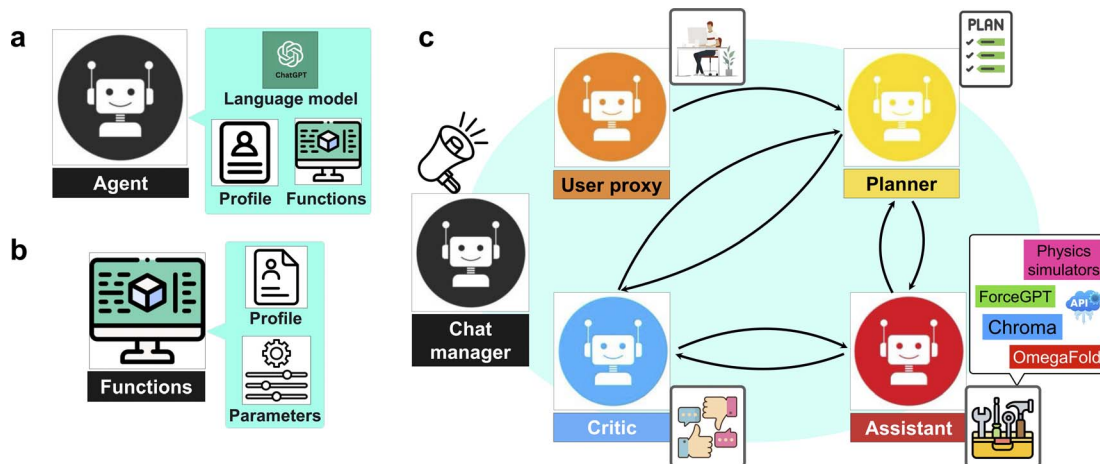 a
ChatGPT
Language model
Agent
Profile
Functions
b
Profile
Functions
Parameters
c
PLAN
User proxy
Planner
Chat
manager
Physics
simulators
ForceGPT
API
Chroma
OmegaFold
Critic
Assistant